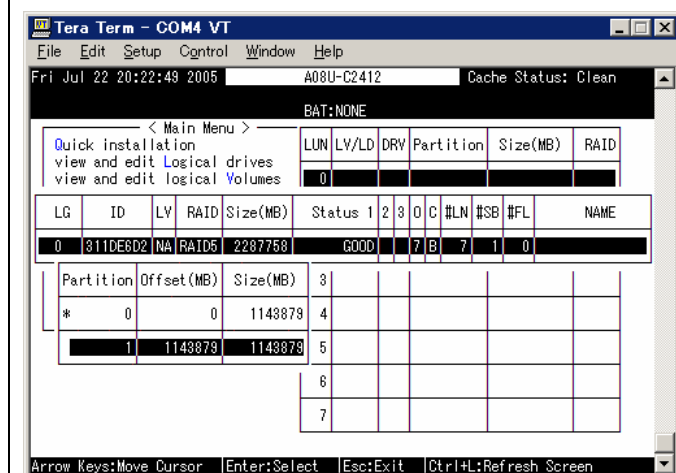 Tera Term - COM4 VT
File Edit Setup Control Window Help
Fri Jul 22 20:22:49 2005 A08U-C2412 Cache Status: Clean
BAT:NONE
< Main Menu >
Quick installation
view and edit Logical drives
view and edit logical Volumes
LUN LV/LD DRV Partition Size(MB) RAID
0
LG ID LV RAID Size(MB) Status 1 2 3 O C #LN #SB #FL NAME
0 311DE6D2 NA RAID5 2287758 GOOD 7 B 7 1 0
Partition Offset(MB) Size(MB)
* 0 0 1143879
1 1143879 1143879
3
4
5
6
7
Arrow Keys:Move Cursor |Enter:Select |Esc:Exit |Ctrl+L:Refresh Screen